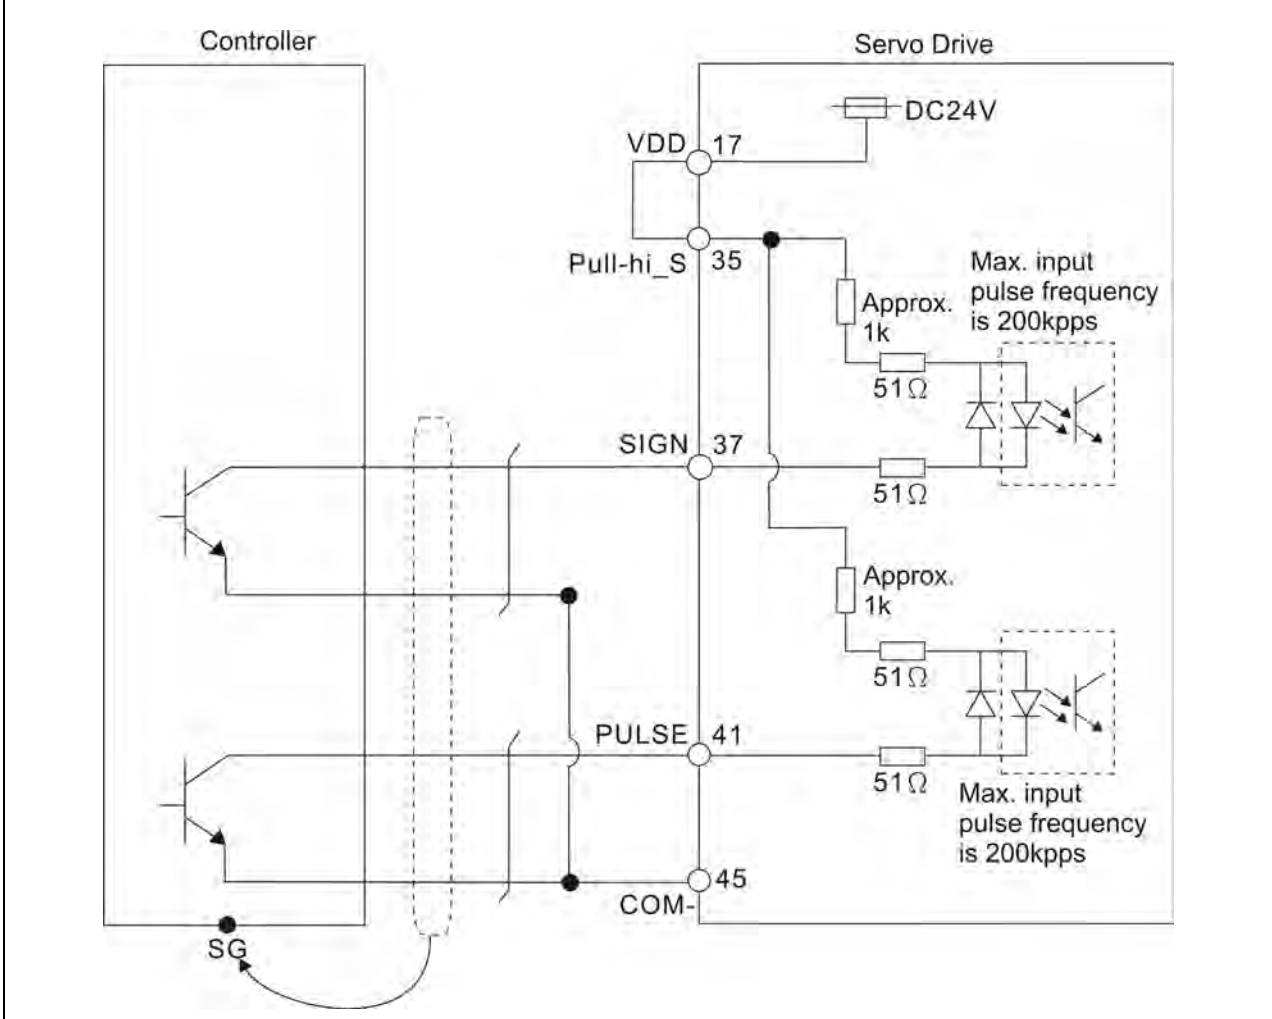 Controller
Servo Drive
DC24V
VDD 17
Pull-hi_S 35
Max. input
pulse frequency
is 200kpps
Approx.
1k
51Ω
SIGN 37
51Ω
Approx.
1k
51Ω
PULSE 41
51Ω
Max. input
pulse frequency
is 200kpps
45
COM-
SG